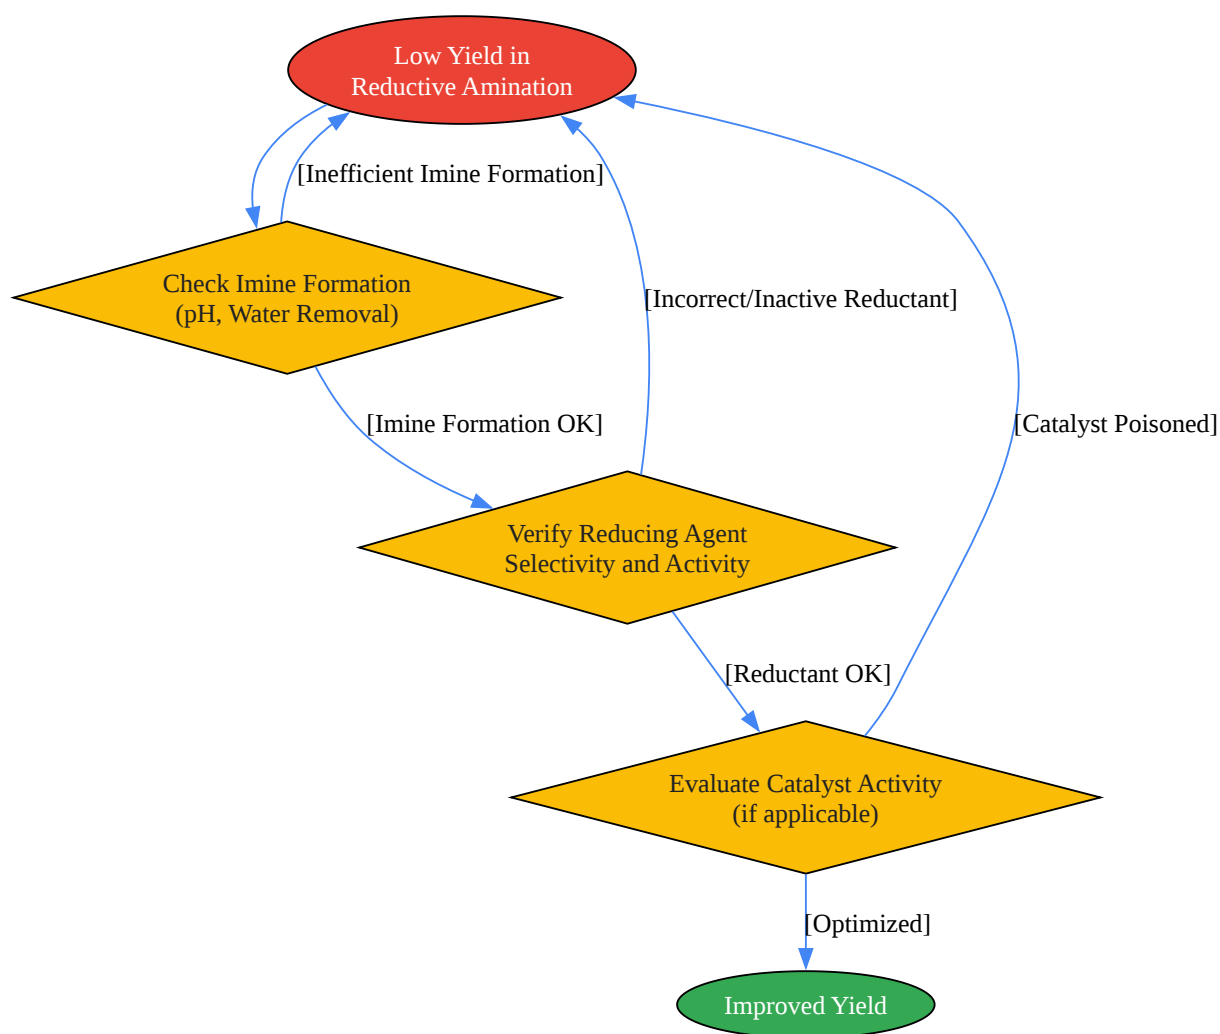 Low Yield in
Reductive Amination
[Inefficient Imine Formation]
Check Imine Formation
(pH, Water Removal)
[Incorrect/Inactive Reductant]
[Imine Formation OK]
[Catalyst Poisoned]
Verify Reducing Agent
Selectivity and Activity
[Reductant OK]
Evaluate Catalyst Activity
(if applicable)
[Optimized]
Improved Yield